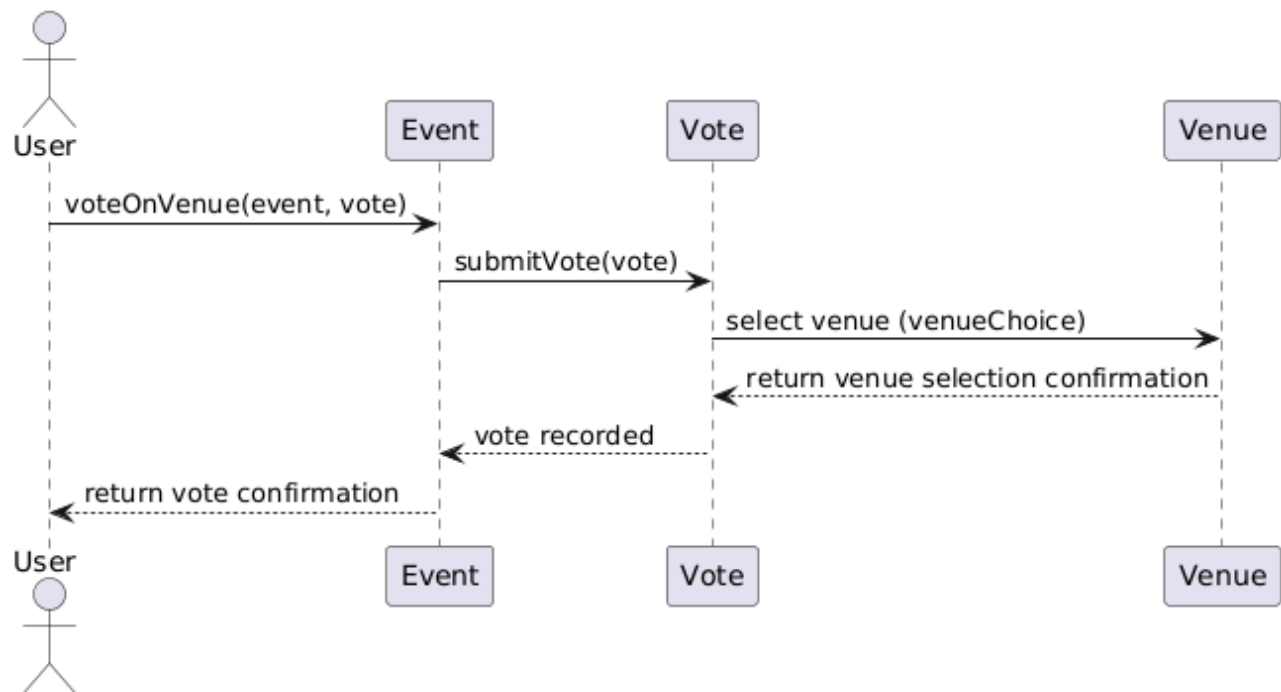 User
Event
Vote
Venue
voteOnVenue(event, vote)
submitVote(vote)
select venue (venueChoice)
return venue selection confirmation
vote recorded
return vote confirmation
User
Event
Vote
Venue